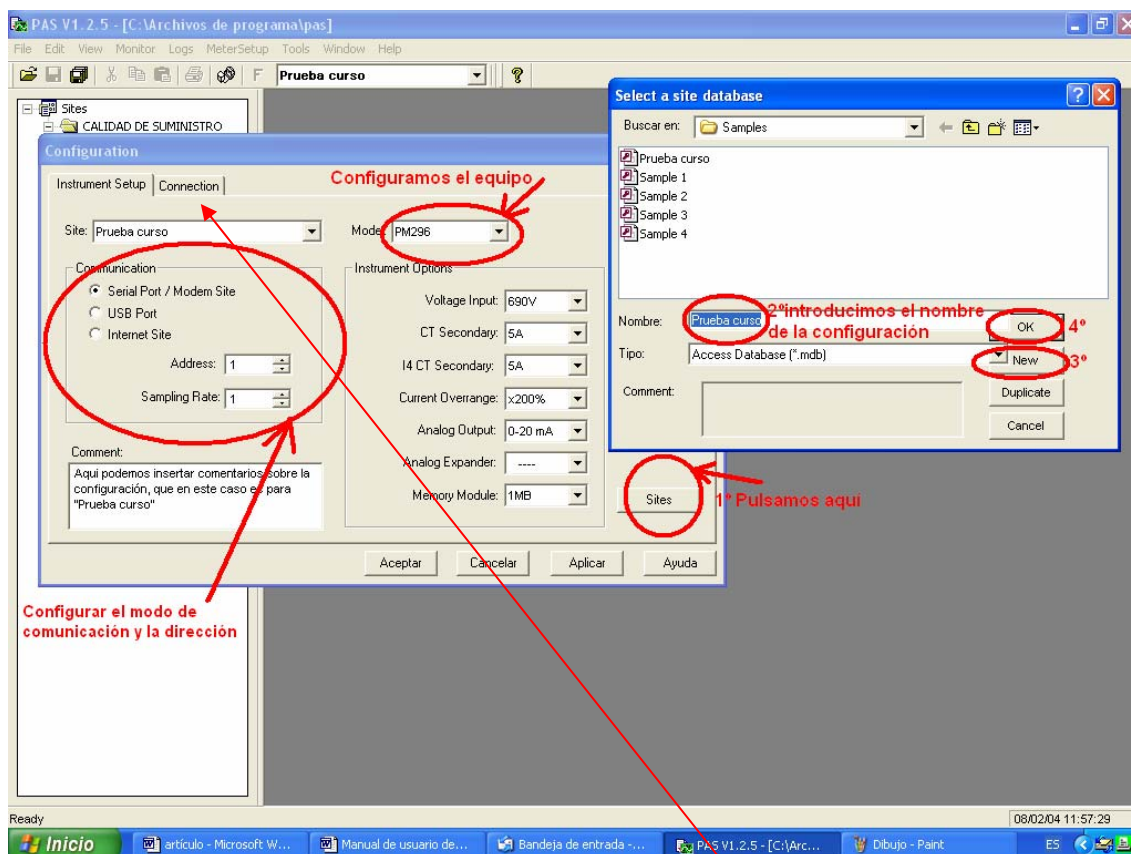 PAS V1.2.5 - [C:\Archivos de programa\pas]
File Edit View Monitor Logs MeterSetup Tools Window Help
F Prueba curso
Sites
CALIDAD DE SUMINISTRO
Configuration
Instrument Setup Connection
Configuramos el equipo
Site: Prueba curso
Mode: PM296
Communication
Serial Port / Modem Site
USB Port
Internet Site
Address: 1
Sampling Rate: 1
Comment:
Aqui podemos insertar comentarios sobre la
configuración, que en este caso es para
"Prueba curso"
Instrument Options
Voltage Input: 690V
CT Secondary: 5A
I4 CT Secondary: 5A
Current Overrange: x200%
Analog Output: 0-20 mA
Analog Expander: ----
Memory Module: 1MB
Sites
1º Pulsamos aquí
Aceptar Cancelar Aplicar Ayuda
Configurar el modo de
comunicación y la dirección
Select a site database
Buscar en: Samples
Prueba curso
Sample 1
Sample 2
Sample 3
Sample 4
Nombre: Prueba curso
2ºintroducimos el nombre
de la configuración
OK 4º
Tipo: Access Database (*.mdb)
New 3º
Comment:
Duplicate
Cancel
Ready
08/02/04 11:57:29
Inicio
artículo - Microsoft W...
Manual de usuario de...
Bandeja de entrada -...
PAS V1.2.5 - [C:\Arc...
Dibujo - Paint
ES